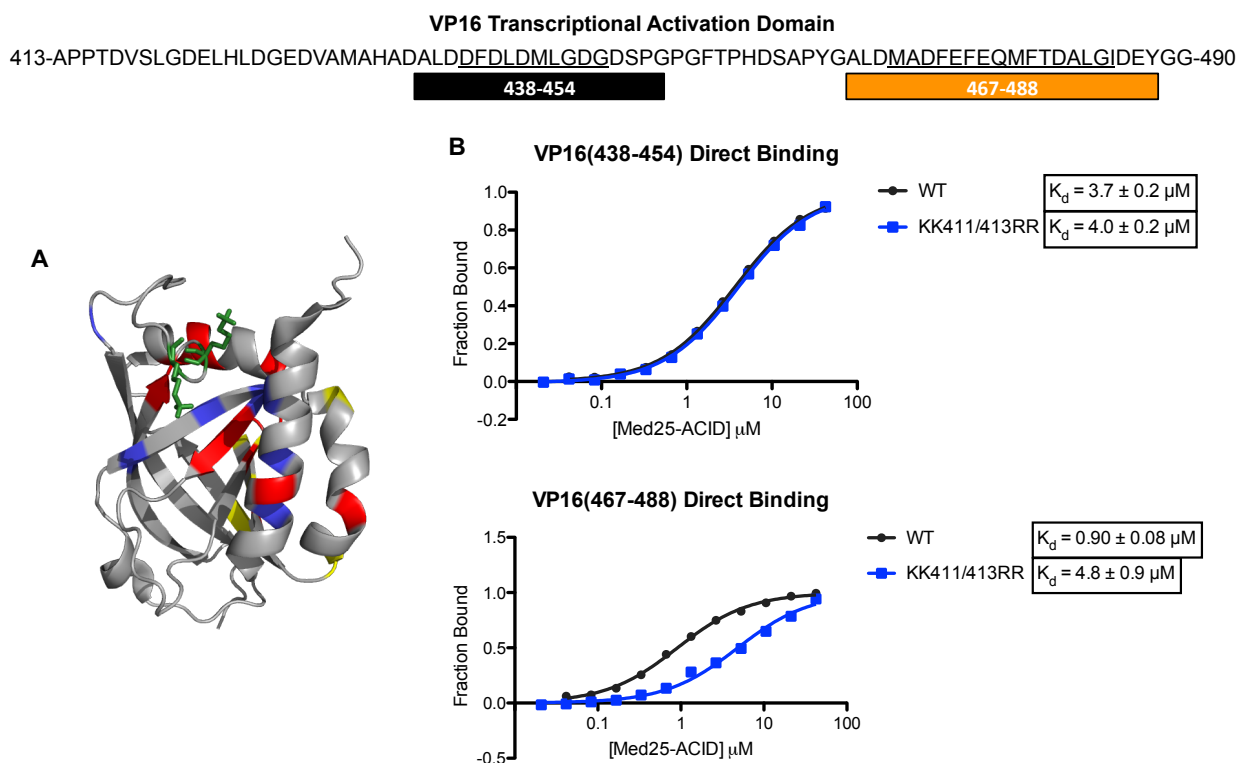 VP16 Transcriptional Activation Domain
413-APPTDVSLGDELHLDGEDVAMAHADALDDFDLDMLGDGDSPGPGFTPHDSAPYGALDMADFEFEQMFTDALGIDEYGG-490
438-454
467-488
A
B
VP16(438-454) Direct Binding
WT
K_d = 3.7 ± 0.2 µM
KK411/413RR
K_d = 4.0 ± 0.2 µM
Fraction Bound
1.0
0.8
0.6
0.4
0.2
0.0
-0.2
0.1
1
10
100
[Med25-ACID] µM
VP16(467-488) Direct Binding
WT
K_d = 0.90 ± 0.08 µM
KK411/413RR
K_d = 4.8 ± 0.9 µM
Fraction Bound
1.5
1.0
0.5
0.0
-0.5
0.1
1
10
100
[Med25-ACID] µM